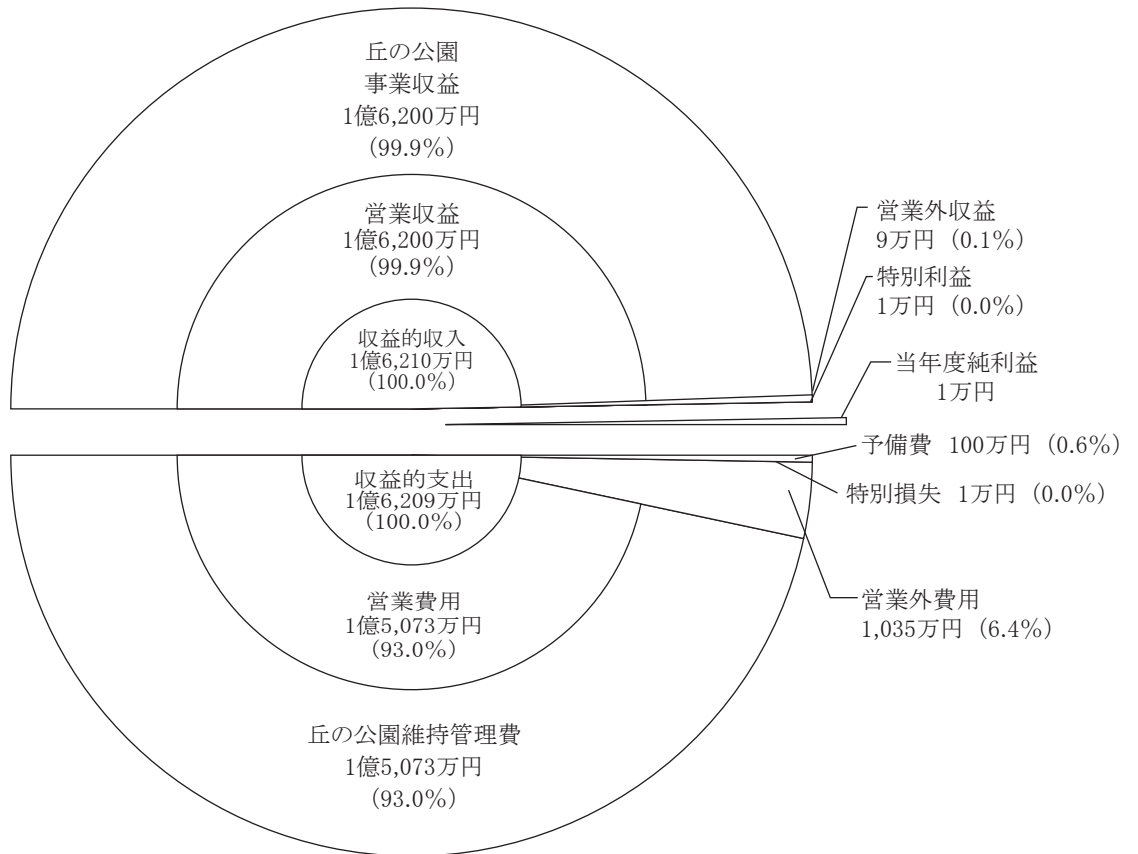 丘の公園
事業収益
1億6,200万円
(99.9%)
営業収益
1億6,200万円
(99.9%)
収益的収入
1億6,210万円
(100.0%)
営業外収益
9万円 (0.1%)
特別利益
1万円 (0.0%)
当年度純利益
1万円
予備費 100万円 (0.6%)
特別損失 1万円 (0.0%)
営業外費用
1,035万円 (6.4%)
収益的支出
1億6,209万円
(100.0%)
営業費用
1億5,073万円
(93.0%)
丘の公園維持管理費
1億5,073万円
(93.0%)